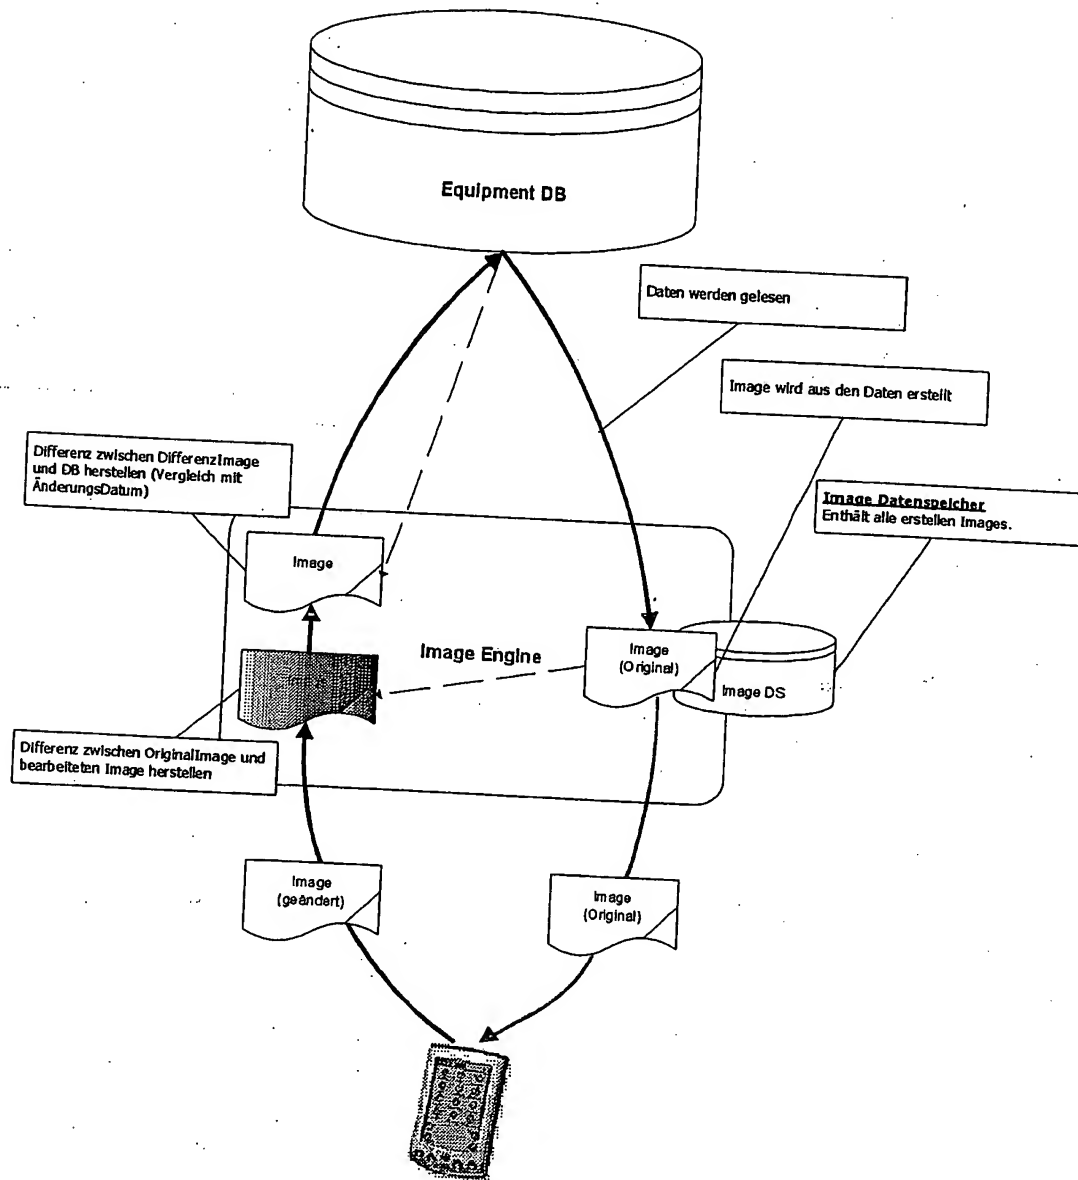 Equipment DB
Daten werden gelesen
Image wird aus den Daten erstellt
Differenz zwischen DifferenzImage
und DB herstellen (Vergleich mit
ÄnderungsDatum)
Image Datenspeicher
Enthält alle erstellen Images.
Image
Image Engine
Image
(Original)
Image DS
Differenz zwischen OriginalImage und
bearbeiteten Image herstellen
Image
(geändert)
Image
(Original)